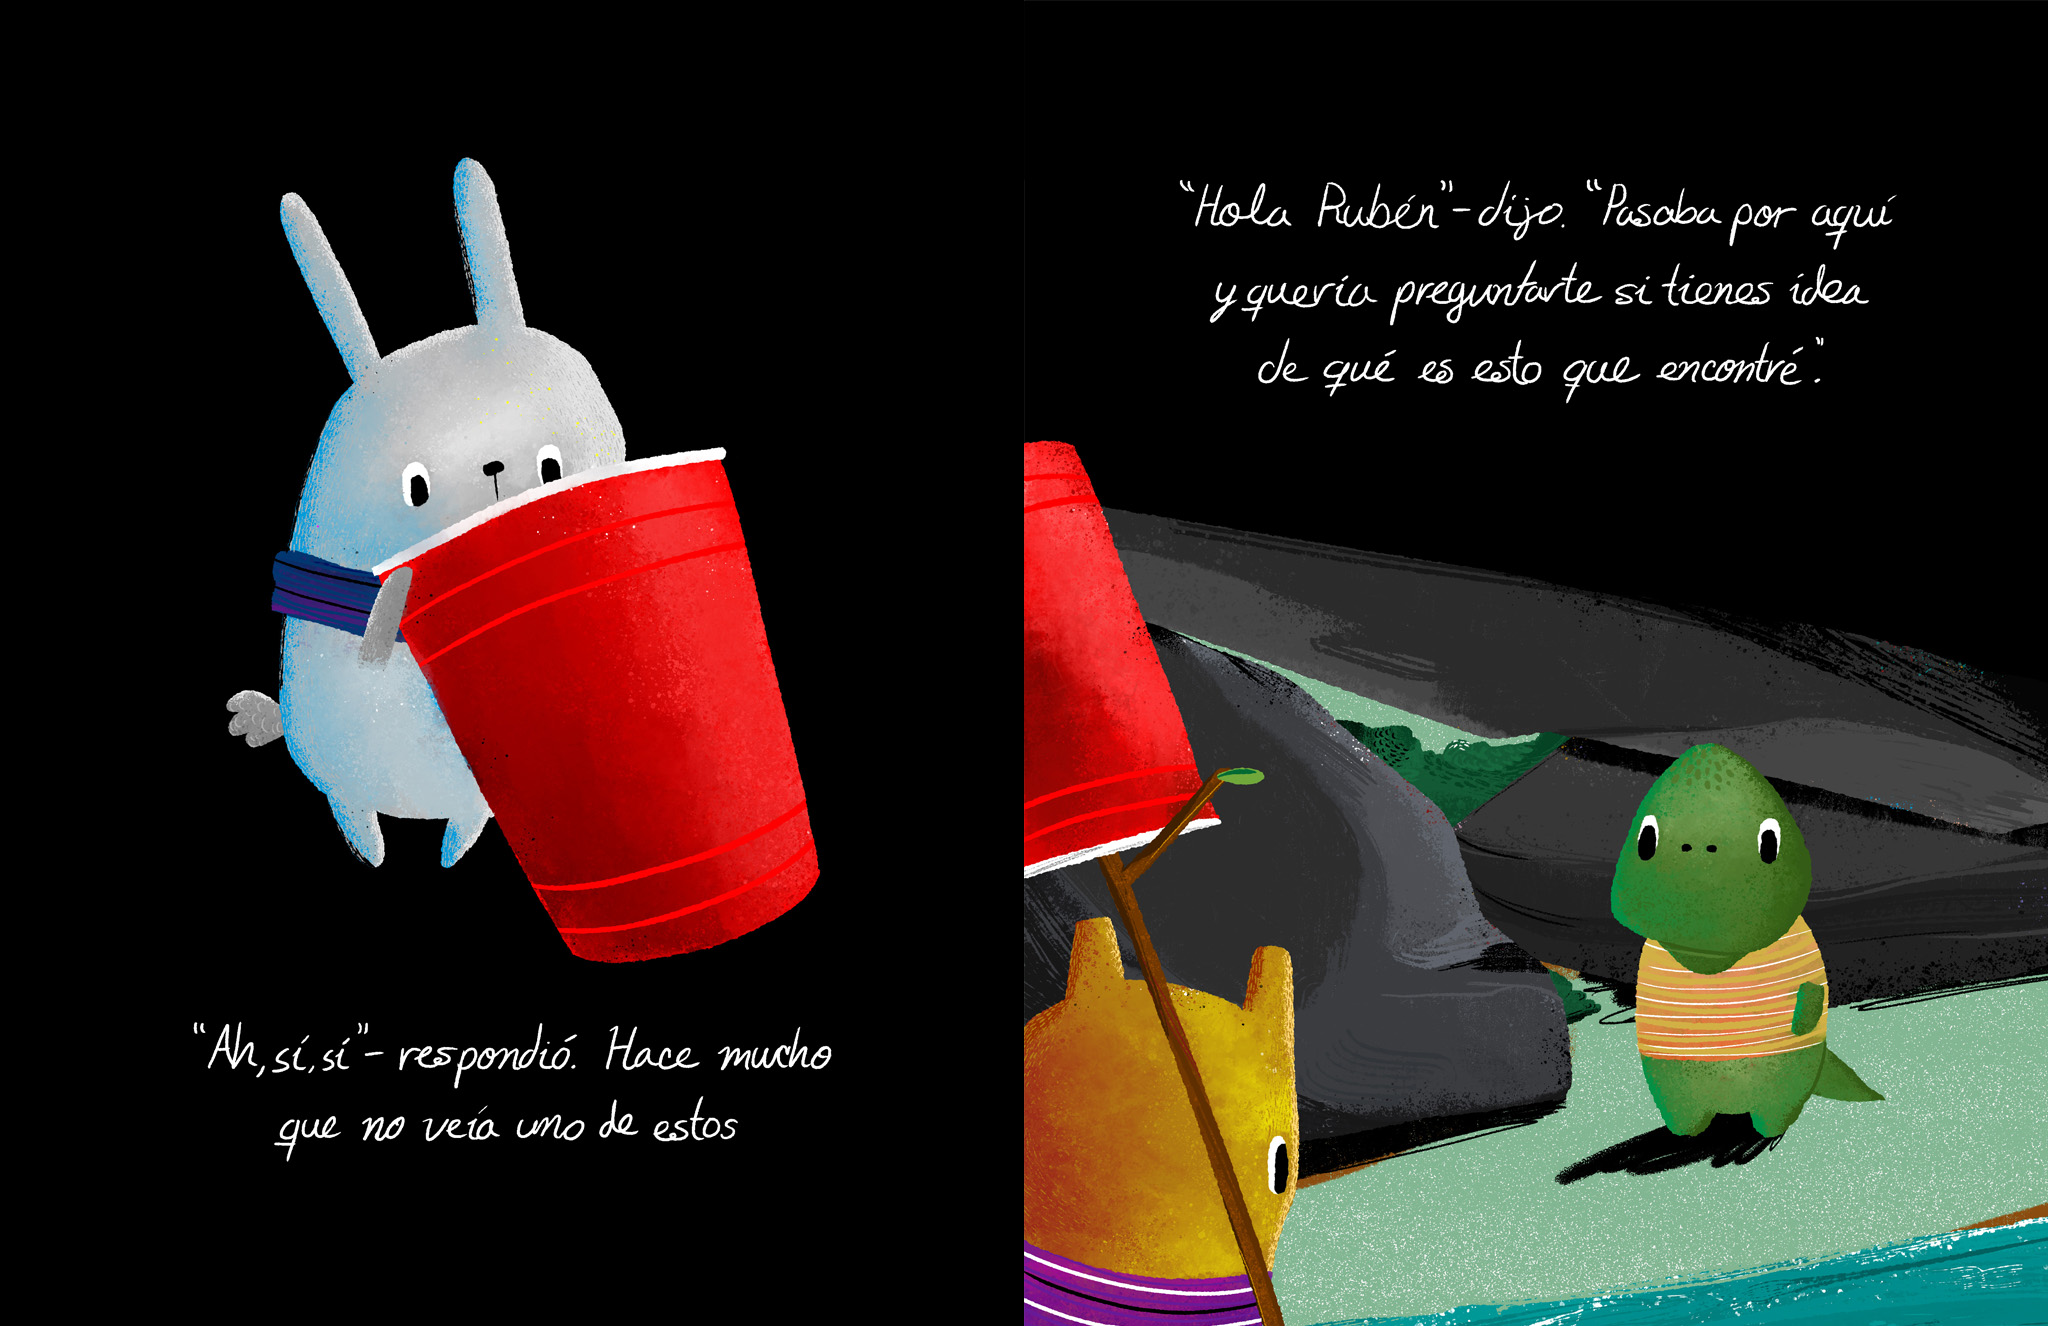 "Ah, sí, sí"- respondió. Hace mucho
que no veía uno de estos
"Hola Rubén"- dijo. "Pasaba por aquí
y quería preguntarte si tienes idea
de qué es esto que encontré".